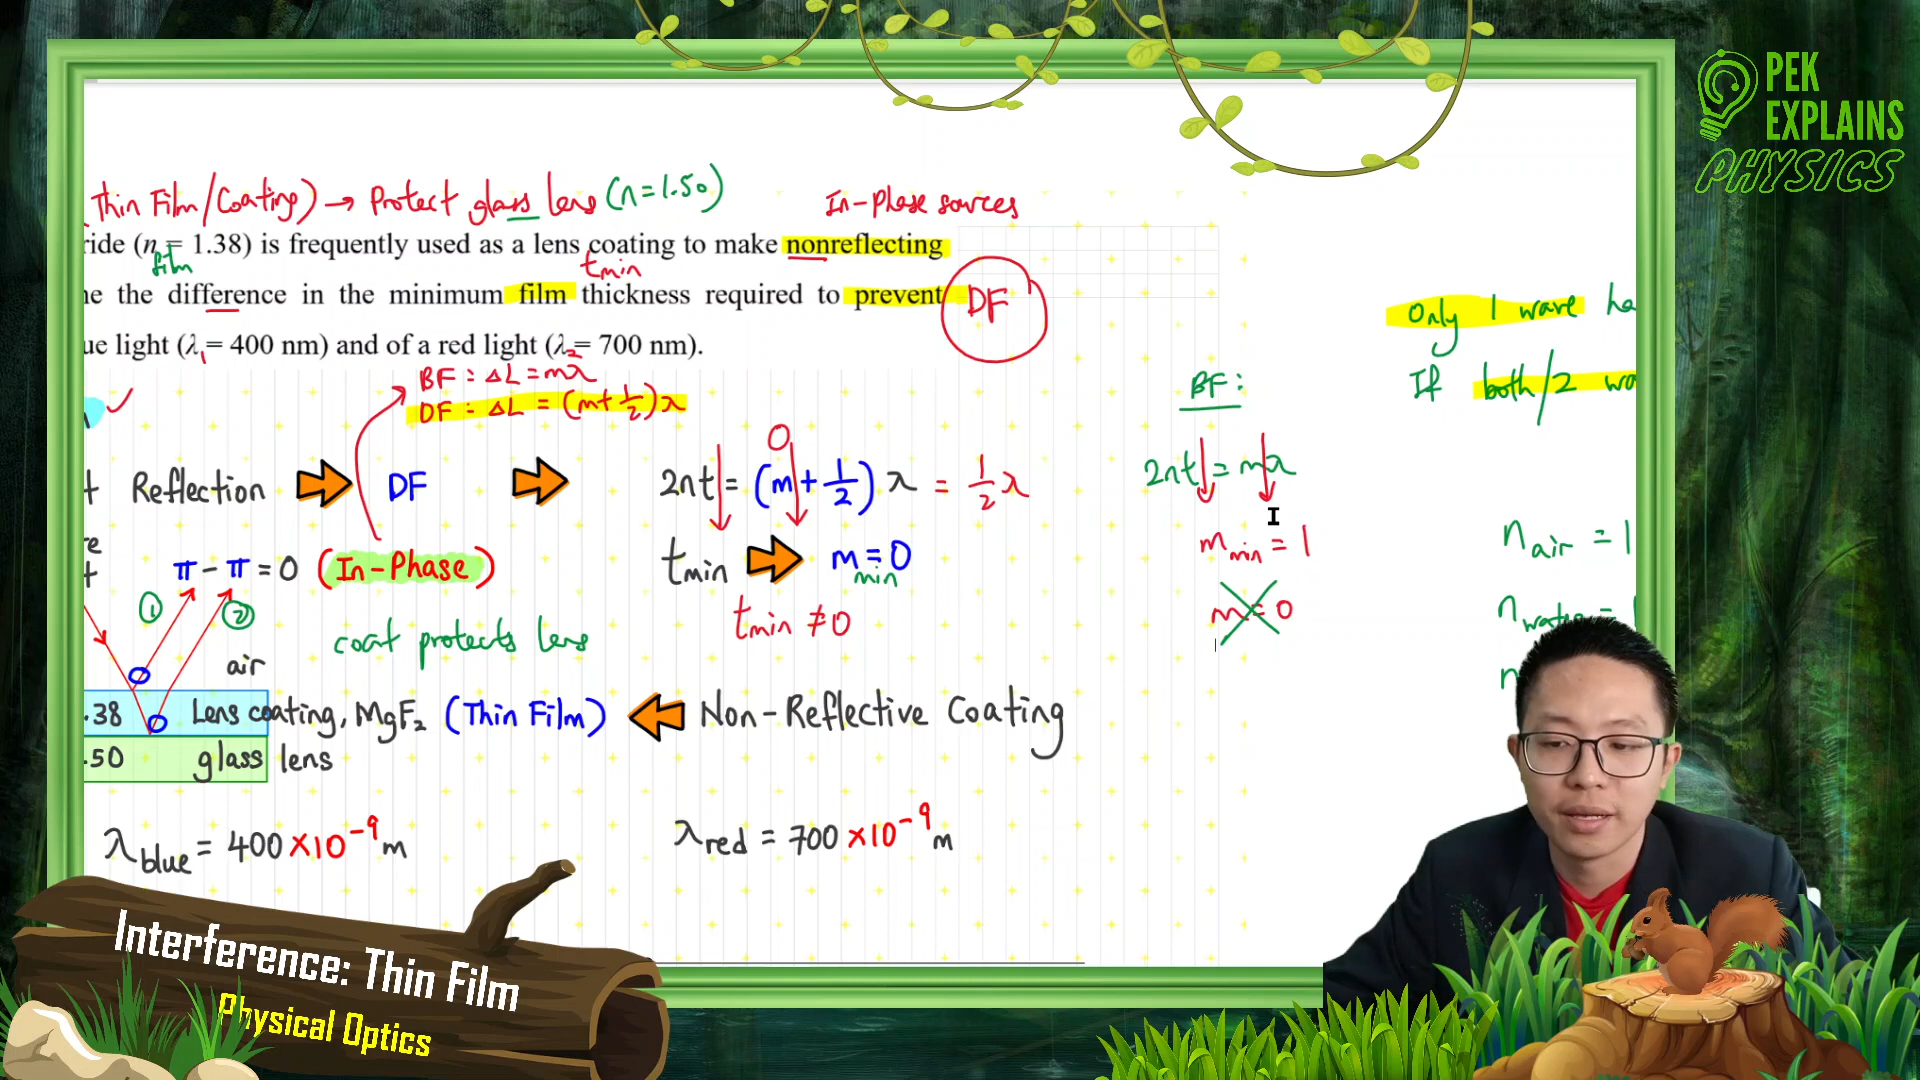 PEK
EXPLAINS
PHYSICS
(Thin Film/Coating) → Protect glass lens (n=1.50)
In-Phase sources
ride (n = 1.38) is frequently used as a lens coating to make nonreflecting
film
tmin
the difference in the minimum film thickness required to prevent
DF
light (λ1 = 400 nm) and of a red light (λ2 = 700 nm).
BF : ΔL = mλ
DF : ΔL = (m+½)λ
Only 1 wave
If both/2
BF :
Reflection
DF
0
2nt = (m+½)λ = ½λ
2nt = mλ
mmin = 1
m = 0
π - π = 0 (In-Phase)
tmin
m = 0
min
tmin ≠ 0
nair = 1
nwater =
1
2
coat protects lens
air
.38 Lens coating, MgF2 (Thin Film)
Non-Reflective Coating
.50 glass lens
λblue = 400 ×10⁻⁹ m
λred = 700 ×10⁻⁹ m
Interference: Thin Film
Physical Optics